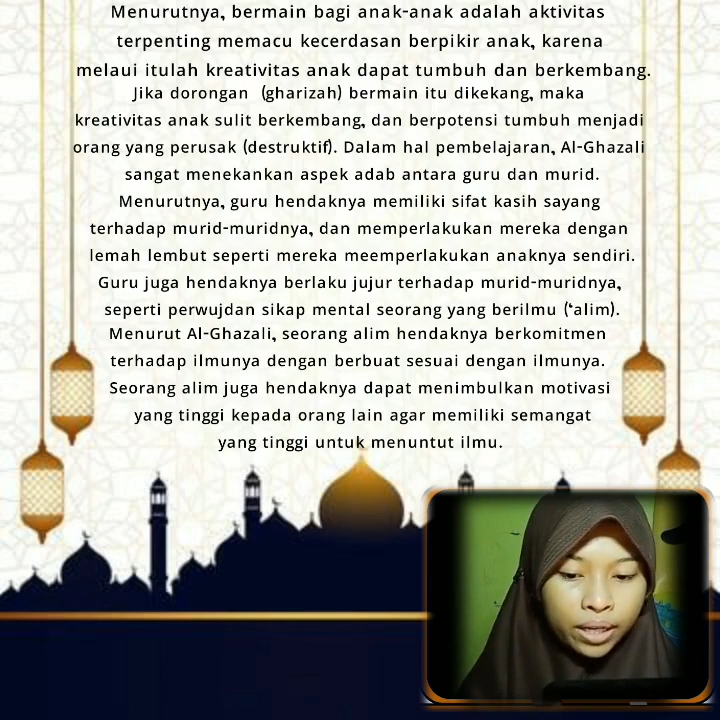 Menurutnya, bermain bagi anak-anak adalah aktivitas
terpenting memacu kecerdasan berpikir anak, karena
melaui itulah kreativitas anak dapat tumbuh dan berkembang.
Jika dorongan (gharizah) bermain itu dikekang, maka
kreativitas anak sulit berkembang, dan berpotensi tumbuh menjadi
orang yang perusak (destruktif). Dalam hal pembelajaran, Al-Ghazali
sangat menekankan aspek adab antara guru dan murid.
Menurutnya, guru hendaknya memiliki sifat kasih sayang
terhadap murid-muridnya, dan memperlakukan mereka dengan
lemah lembut seperti mereka meemperlakukan anaknya sendiri.
Guru juga hendaknya berlaku jujur terhadap murid-muridnya,
seperti perwujdan sikap mental seorang yang berilmu (‘alim).
Menurut Al-Ghazali, seorang alim hendaknya berkomitmen
terhadap ilmunya dengan berbuat sesuai dengan ilmunya.
Seorang alim juga hendaknya dapat menimbulkan motivasi
yang tinggi kepada orang lain agar memiliki semangat
yang tinggi untuk menuntut ilmu.